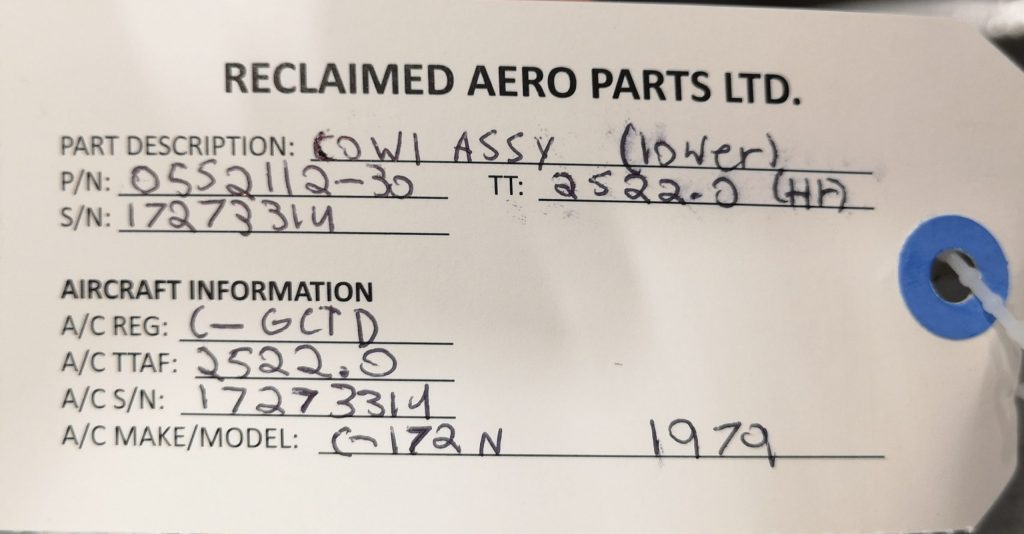 RECLAIMED AERO PARTS LTD.
PART DESCRIPTION: COWl ASSY (lower)
P/N: 0552112-30 TT: 2522.0 (Hr)
S/N: 17273314
AIRCRAFT INFORMATION
A/C REG: C- GCTD
A/C TTAF: 2522.0
A/C S/N: 17273314
A/C MAKE/MODEL: C-172N 1979